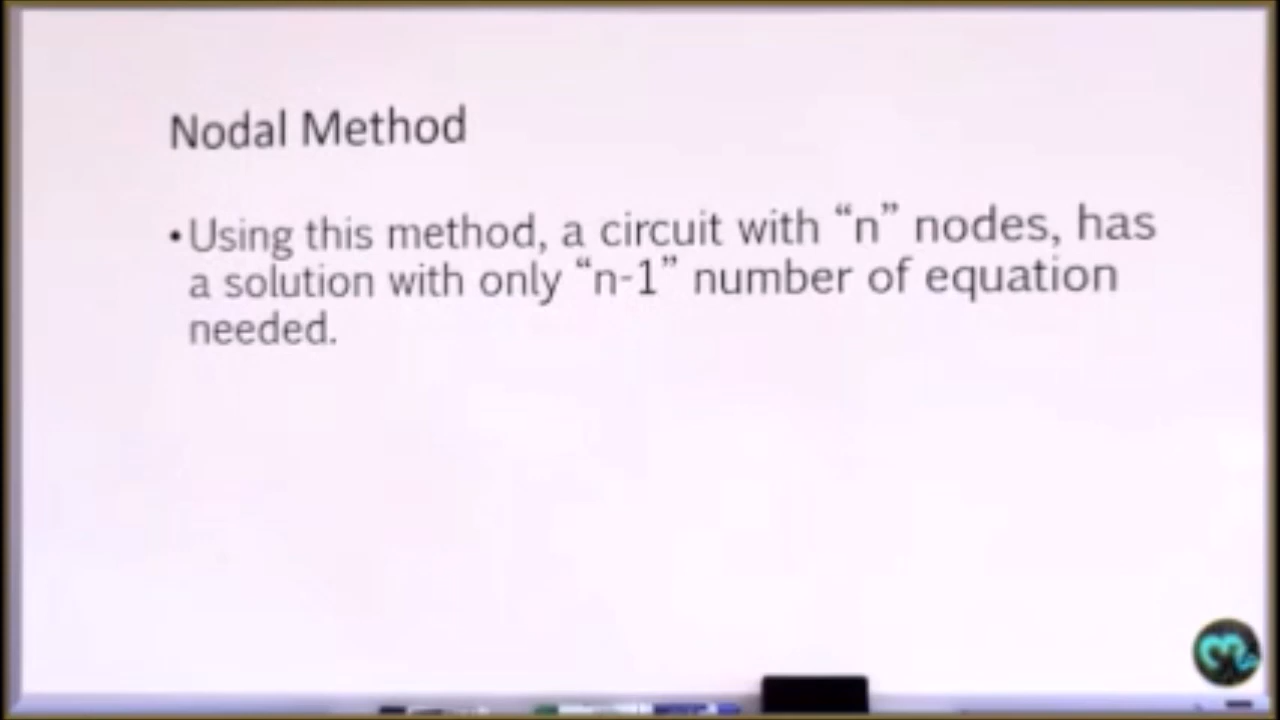 Nodal Method
•Using this method, a circuit with “n” nodes, has
a solution with only “n-1” number of equation
needed.